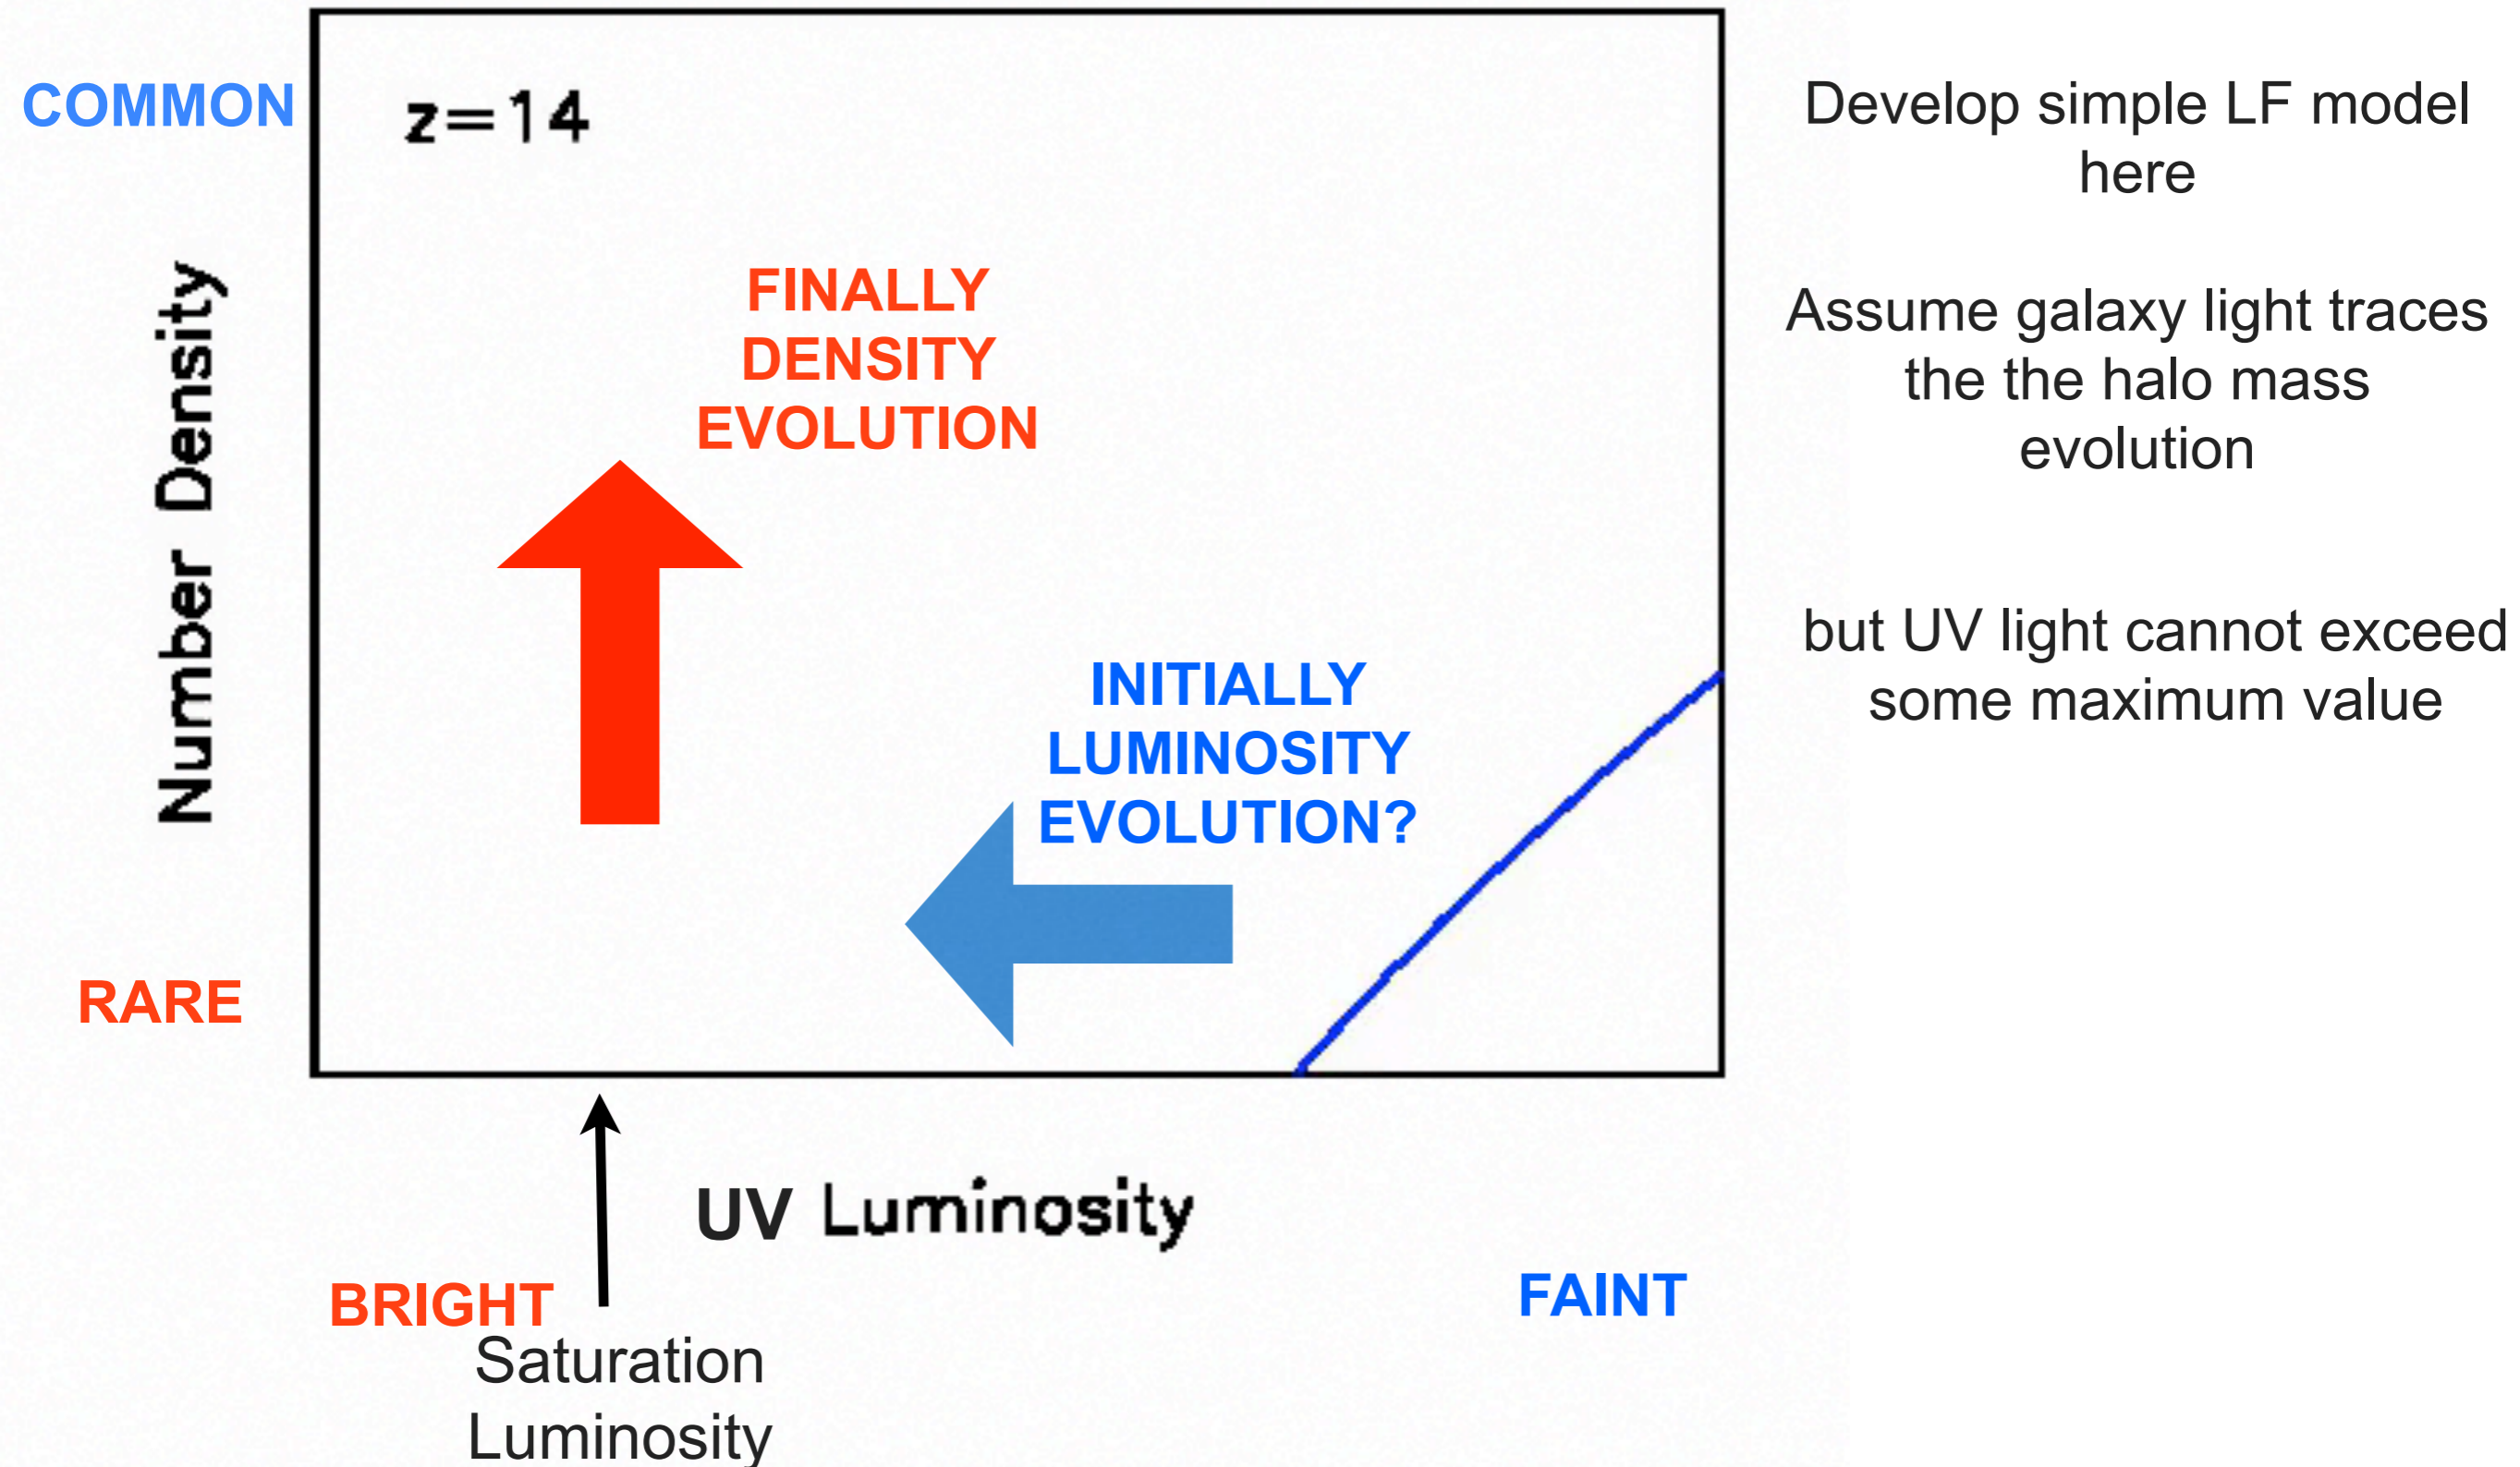 COMMON
z=14
Number Density
FINALLY
DENSITY
EVOLUTION
INITIALLY
LUMINOSITY
EVOLUTION?
RARE
UV Luminosity
BRIGHT
FAINT
Saturation
Luminosity
Develop simple LF model
here
Assume galaxy light traces
the the halo mass
evolution
but UV light cannot exceed
some maximum value